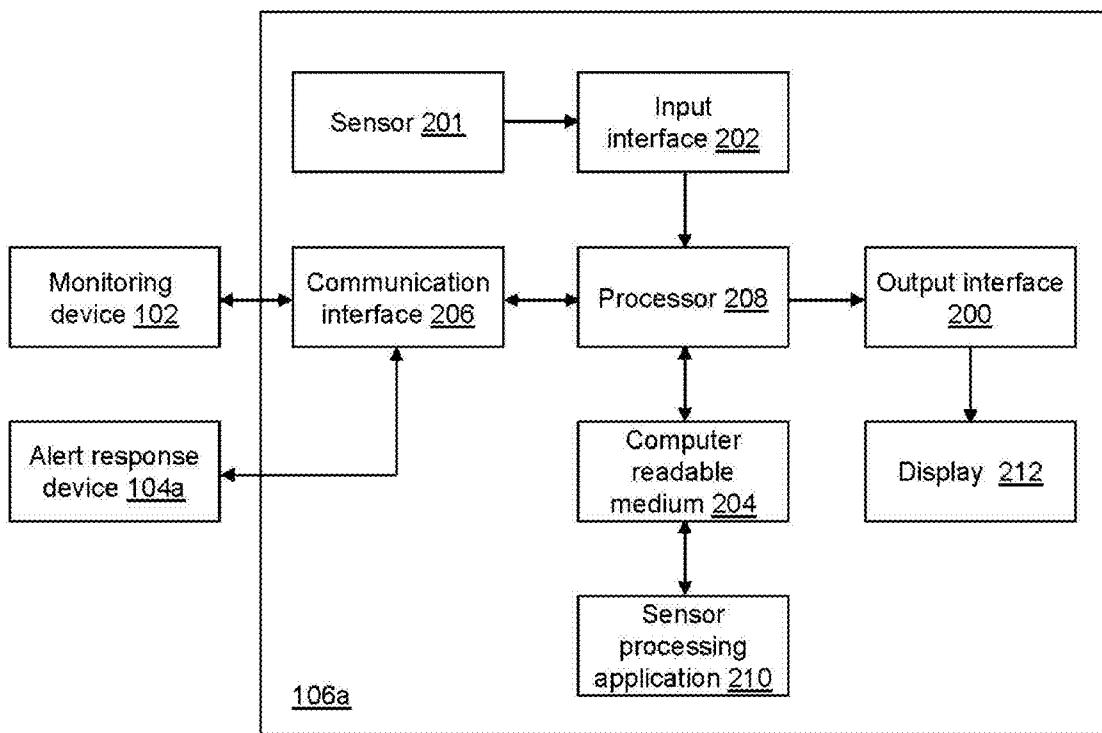 Sensor 201
Input
interface 202
Monitoring
device 102
Communication
interface 206
Processor 208
Output interface
200
Alert response
device 104a
Computer
readable
medium 204
Display 212
Sensor
processing
application 210
106a